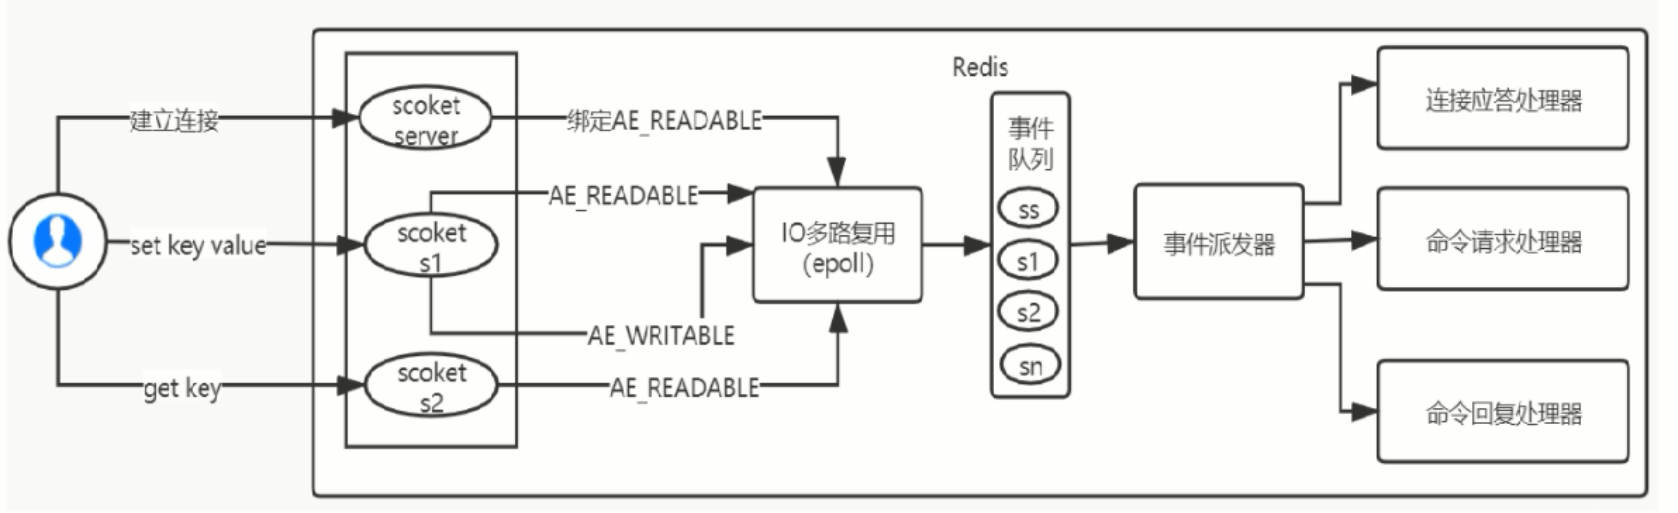 Redis
建立连接
scoket
server
绑定AE_READABLE
AE_READABLE
set key value
scoket
s1
AE_WRITABLE
get key
scoket
s2
AE_READABLE
IO多路复用
(epoll)
事件
队列
ss
s1
s2
sn
事件派发器
连接应答处理器
命令请求处理器
命令回复处理器